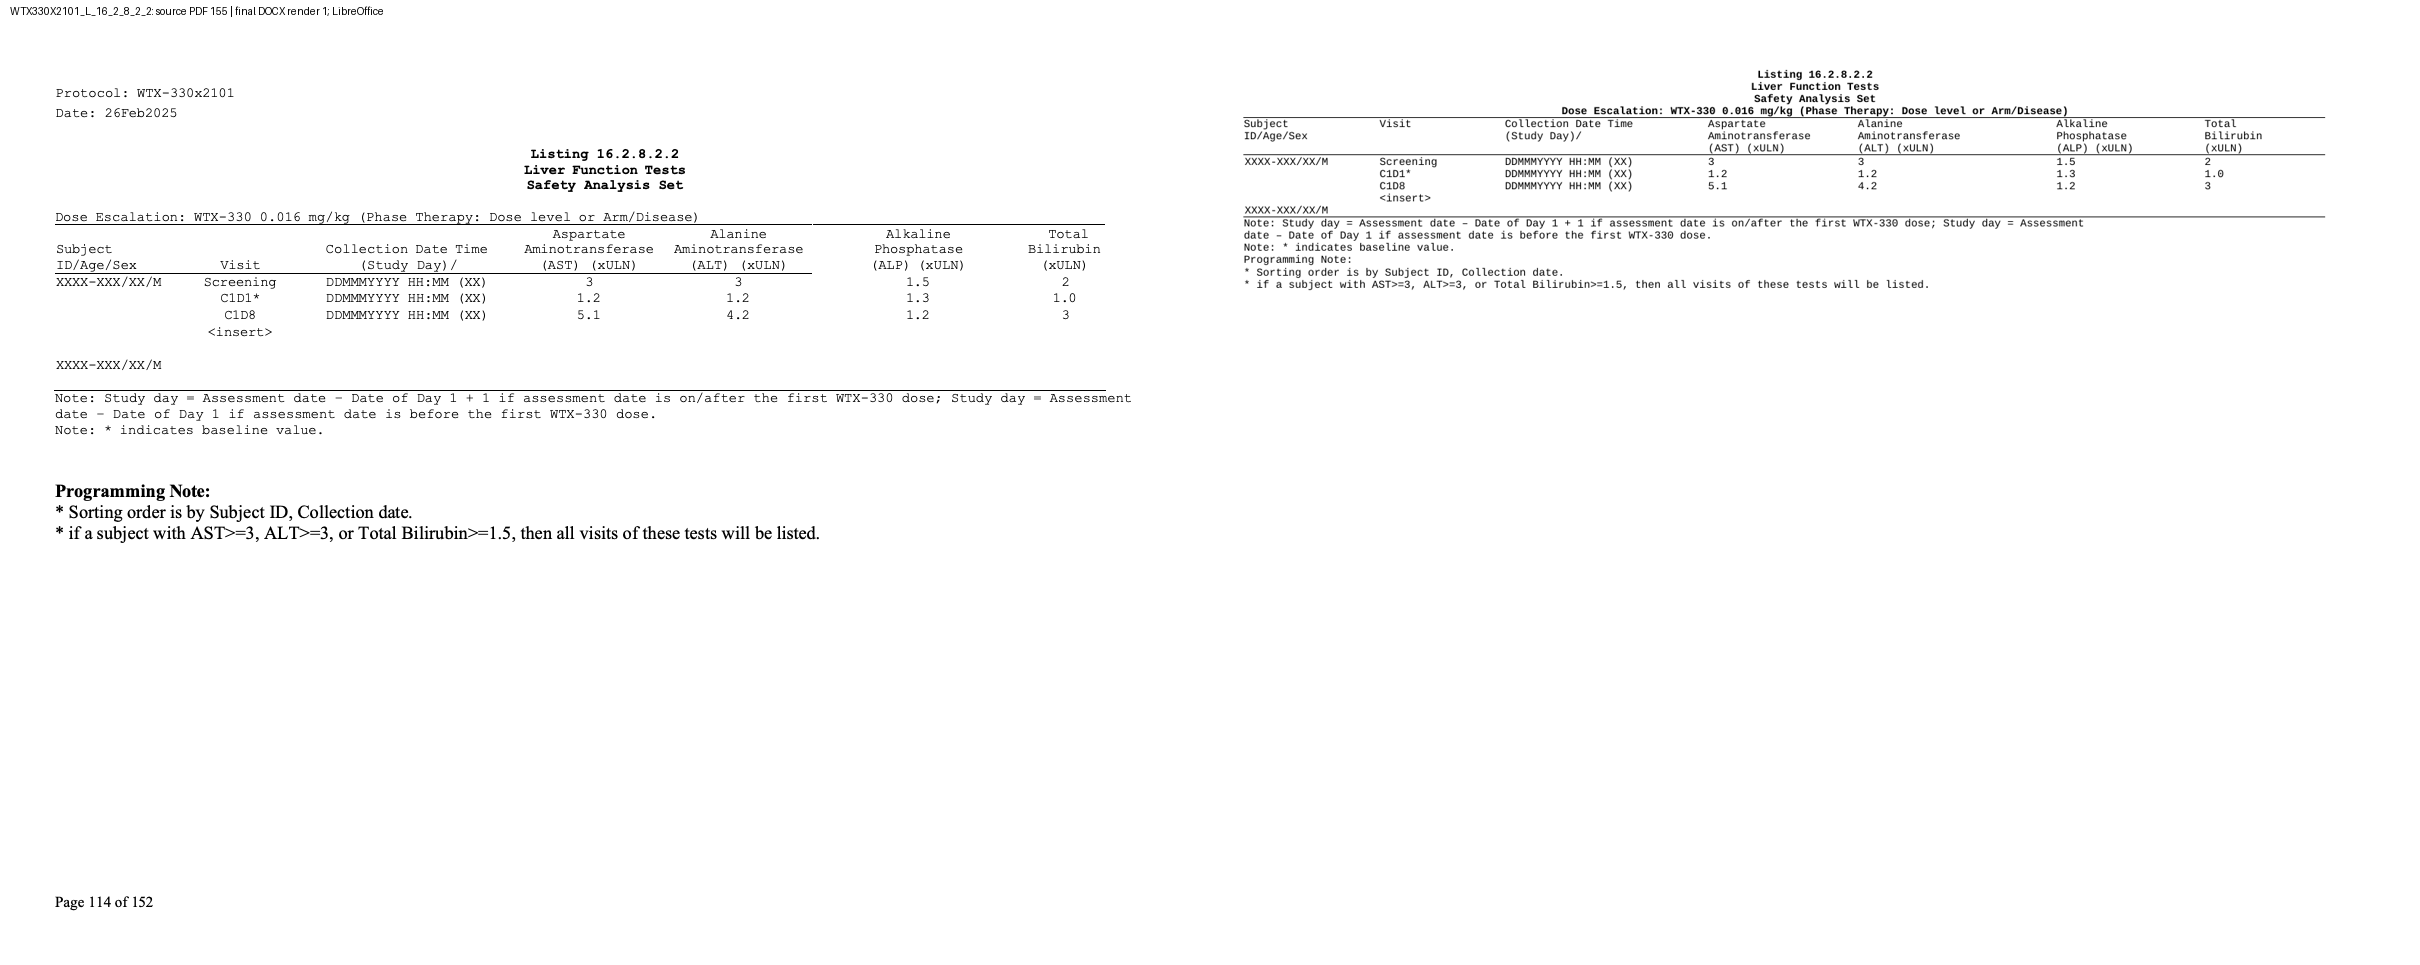 WTX330X2101_L_16_2_8_2_2: source PDF 155 | final DOCX render 1; LibreOffice
Protocol: WTX-330x2101
Date: 26Feb2025
Listing 16.2.8.2.2
Liver Function Tests
Safety Analysis Set
Dose Escalation: WTX-330 0.016 mg/kg (Phase Therapy: Dose level or Arm/Disease)
Aspartate Alanine Alkaline Total
Subject Collection Date Time Aminotransferase Aminotransferase Phosphatase Bilirubin
ID/Age/Sex Visit (Study Day)/ (AST) (xULN) (ALT) (xULN) (ALP) (xULN) (xULN)
XXXX-XXX/XX/M Screening DDMMMYYYY HH:MM (XX) 3 3 1.5 2
C1D1* DDMMMYYYY HH:MM (XX) 1.2 1.2 1.3 1.0
C1D8 DDMMMYYYY HH:MM (XX) 5.1 4.2 1.2 3
<insert>
XXXX-XXX/XX/M
Note: Study day = Assessment date – Date of Day 1 + 1 if assessment date is on/after the first WTX-330 dose; Study day = Assessment
date – Date of Day 1 if assessment date is before the first WTX-330 dose.
Note: * indicates baseline value.
Programming Note:
* Sorting order is by Subject ID, Collection date.
* if a subject with AST>=3, ALT>=3, or Total Bilirubin>=1.5, then all visits of these tests will be listed.
Page 114 of 152
Listing 16.2.8.2.2
Liver Function Tests
Safety Analysis Set
Dose Escalation: WTX-330 0.016 mg/kg (Phase Therapy: Dose level or Arm/Disease)
Subject Visit Collection Date Time Aspartate Alanine Alkaline Total
ID/Age/Sex (Study Day)/ Aminotransferase Aminotransferase Phosphatase Bilirubin
(AST) (xULN) (ALT) (xULN) (ALP) (xULN) (xULN)
XXXX-XXX/XX/M Screening DDMMMYYYY HH:MM (XX) 3 3 1.5 2
C1D1* DDMMMYYYY HH:MM (XX) 1.2 1.2 1.3 1.0
C1D8 DDMMMYYYY HH:MM (XX) 5.1 4.2 1.2 3
<insert>
XXXX-XXX/XX/M
Note: Study day = Assessment date – Date of Day 1 + 1 if assessment date is on/after the first WTX-330 dose; Study day = Assessment
date – Date of Day 1 if assessment date is before the first WTX-330 dose.
Note: * indicates baseline value.
Programming Note:
* Sorting order is by Subject ID, Collection date.
* if a subject with AST>=3, ALT>=3, or Total Bilirubin>=1.5, then all visits of these tests will be listed.